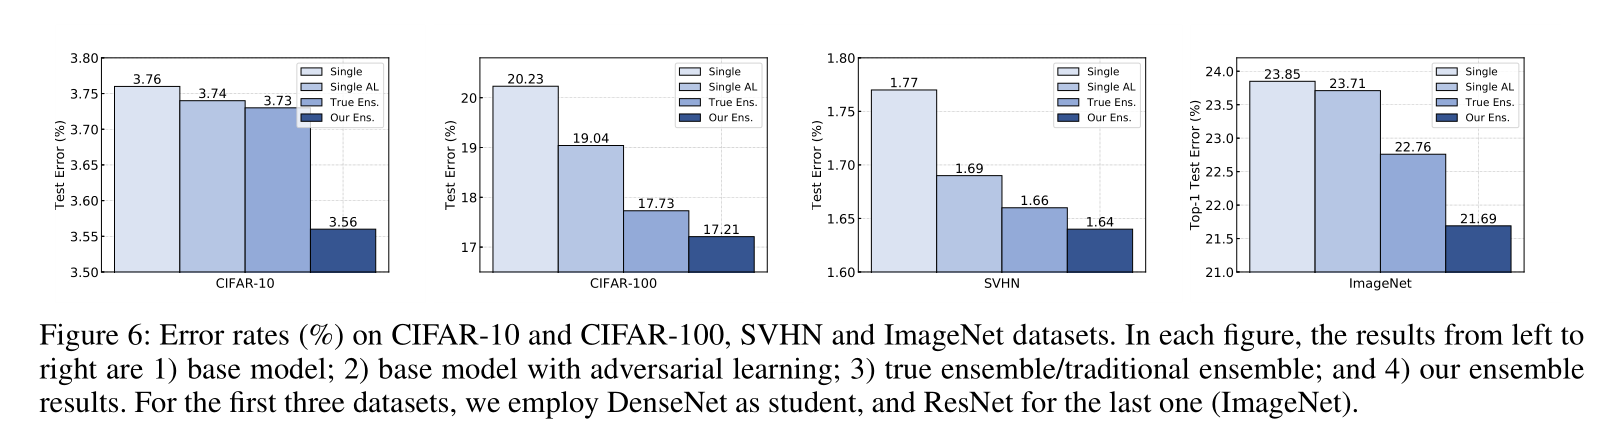 3.80
3.75
3.70
3.65
3.60
3.55
3.50
Test Error (%)
3.76
3.74
3.73
3.56
Single
Single AL
True Ens.
Our Ens.
CIFAR-10
20
19
18
17
Test Error (%)
20.23
19.04
17.73
17.21
Single
Single AL
True Ens.
Our Ens.
CIFAR-100
1.80
1.75
1.70
1.65
1.60
Test Error (%)
1.77
1.69
1.66
1.64
Single
Single AL
True Ens.
Our Ens.
SVHN
24.0
23.5
23.0
22.5
22.0
21.5
21.0
Top-1 Test Error (%)
23.85
23.71
22.76
21.69
Single
Single AL
True Ens.
Our Ens.
ImageNet
Figure 6: Error rates (%) on CIFAR-10 and CIFAR-100, SVHN and ImageNet datasets. In each figure, the results from left to
right are 1) base model; 2) base model with adversarial learning; 3) true ensemble/traditional ensemble; and 4) our ensemble
results. For the first three datasets, we employ DenseNet as student, and ResNet for the last one (ImageNet).